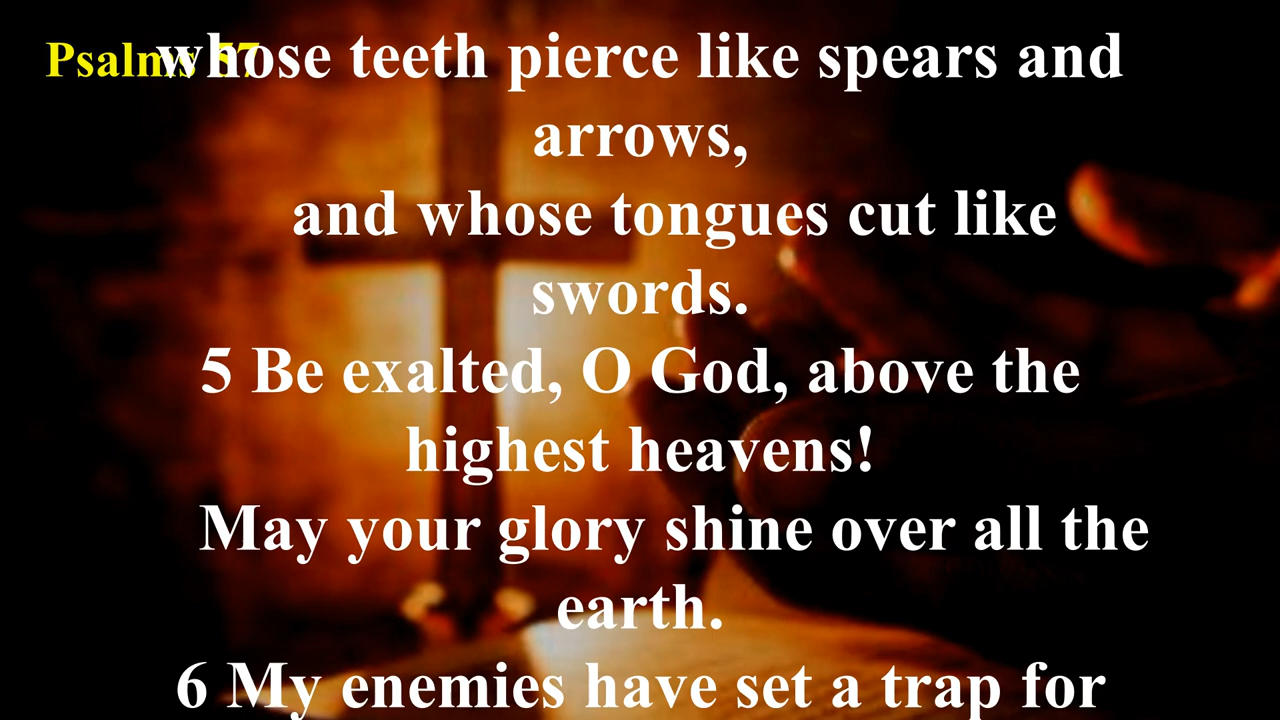 Psalms 57
whose teeth pierce like spears and
arrows,
and whose tongues cut like
swords.
5 Be exalted, O God, above the
highest heavens!
May your glory shine over all the
earth.
6 My enemies have set a trap for